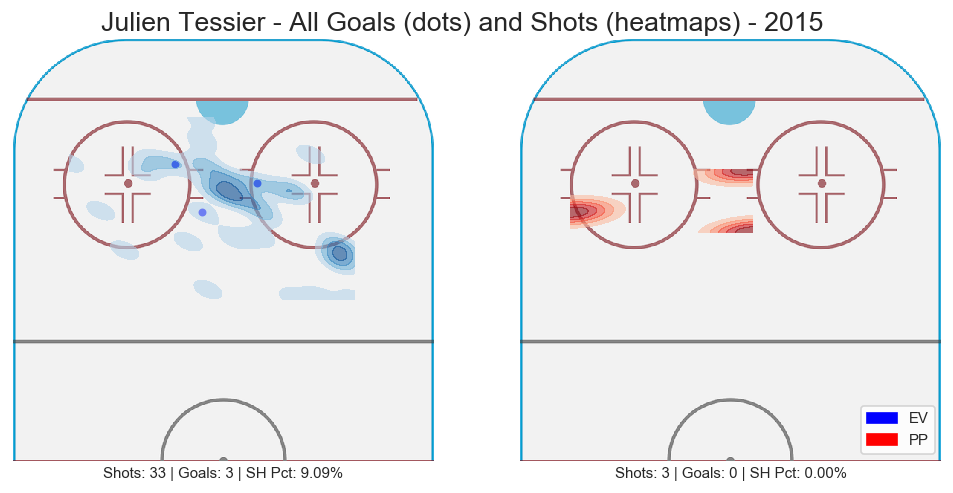 Julien Tessier - All Goals (dots) and Shots (heatmaps) - 2015
EV
PP
Shots: 33 | Goals: 3 | SH Pct: 9.09%
Shots: 3 | Goals: 0 | SH Pct: 0.00%